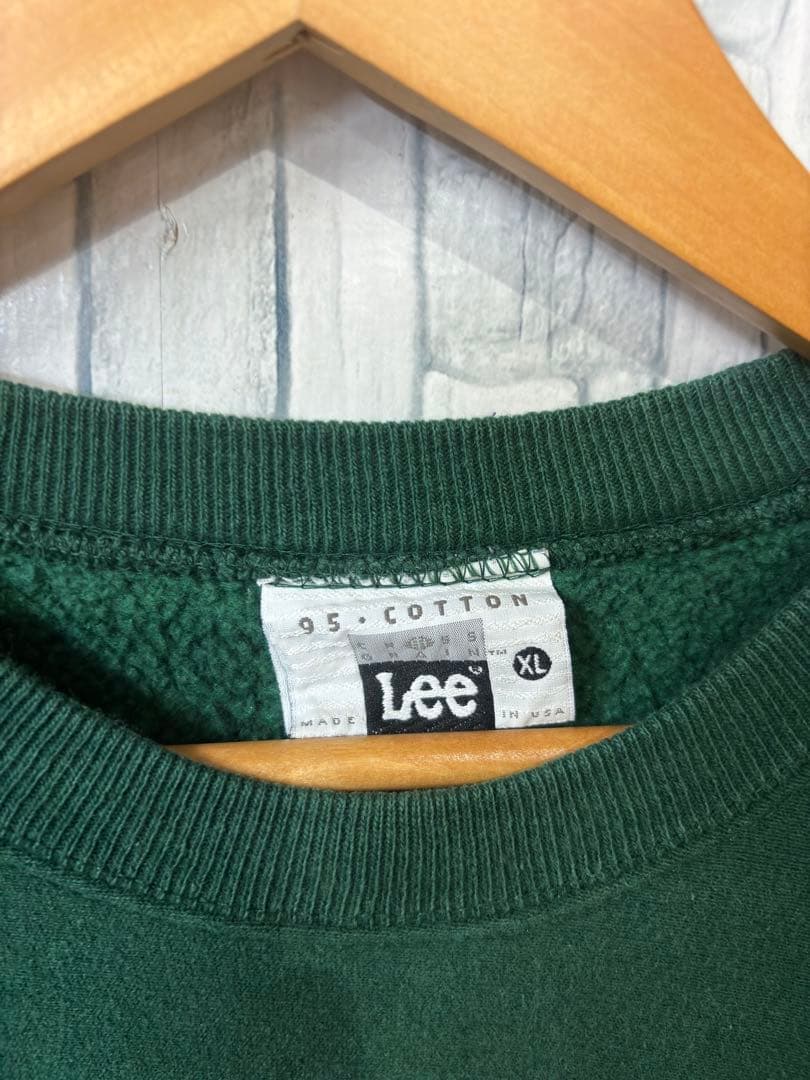 95 • COTTON
CROSS
GRAIN™
Lee®
XL
MADE IN USA